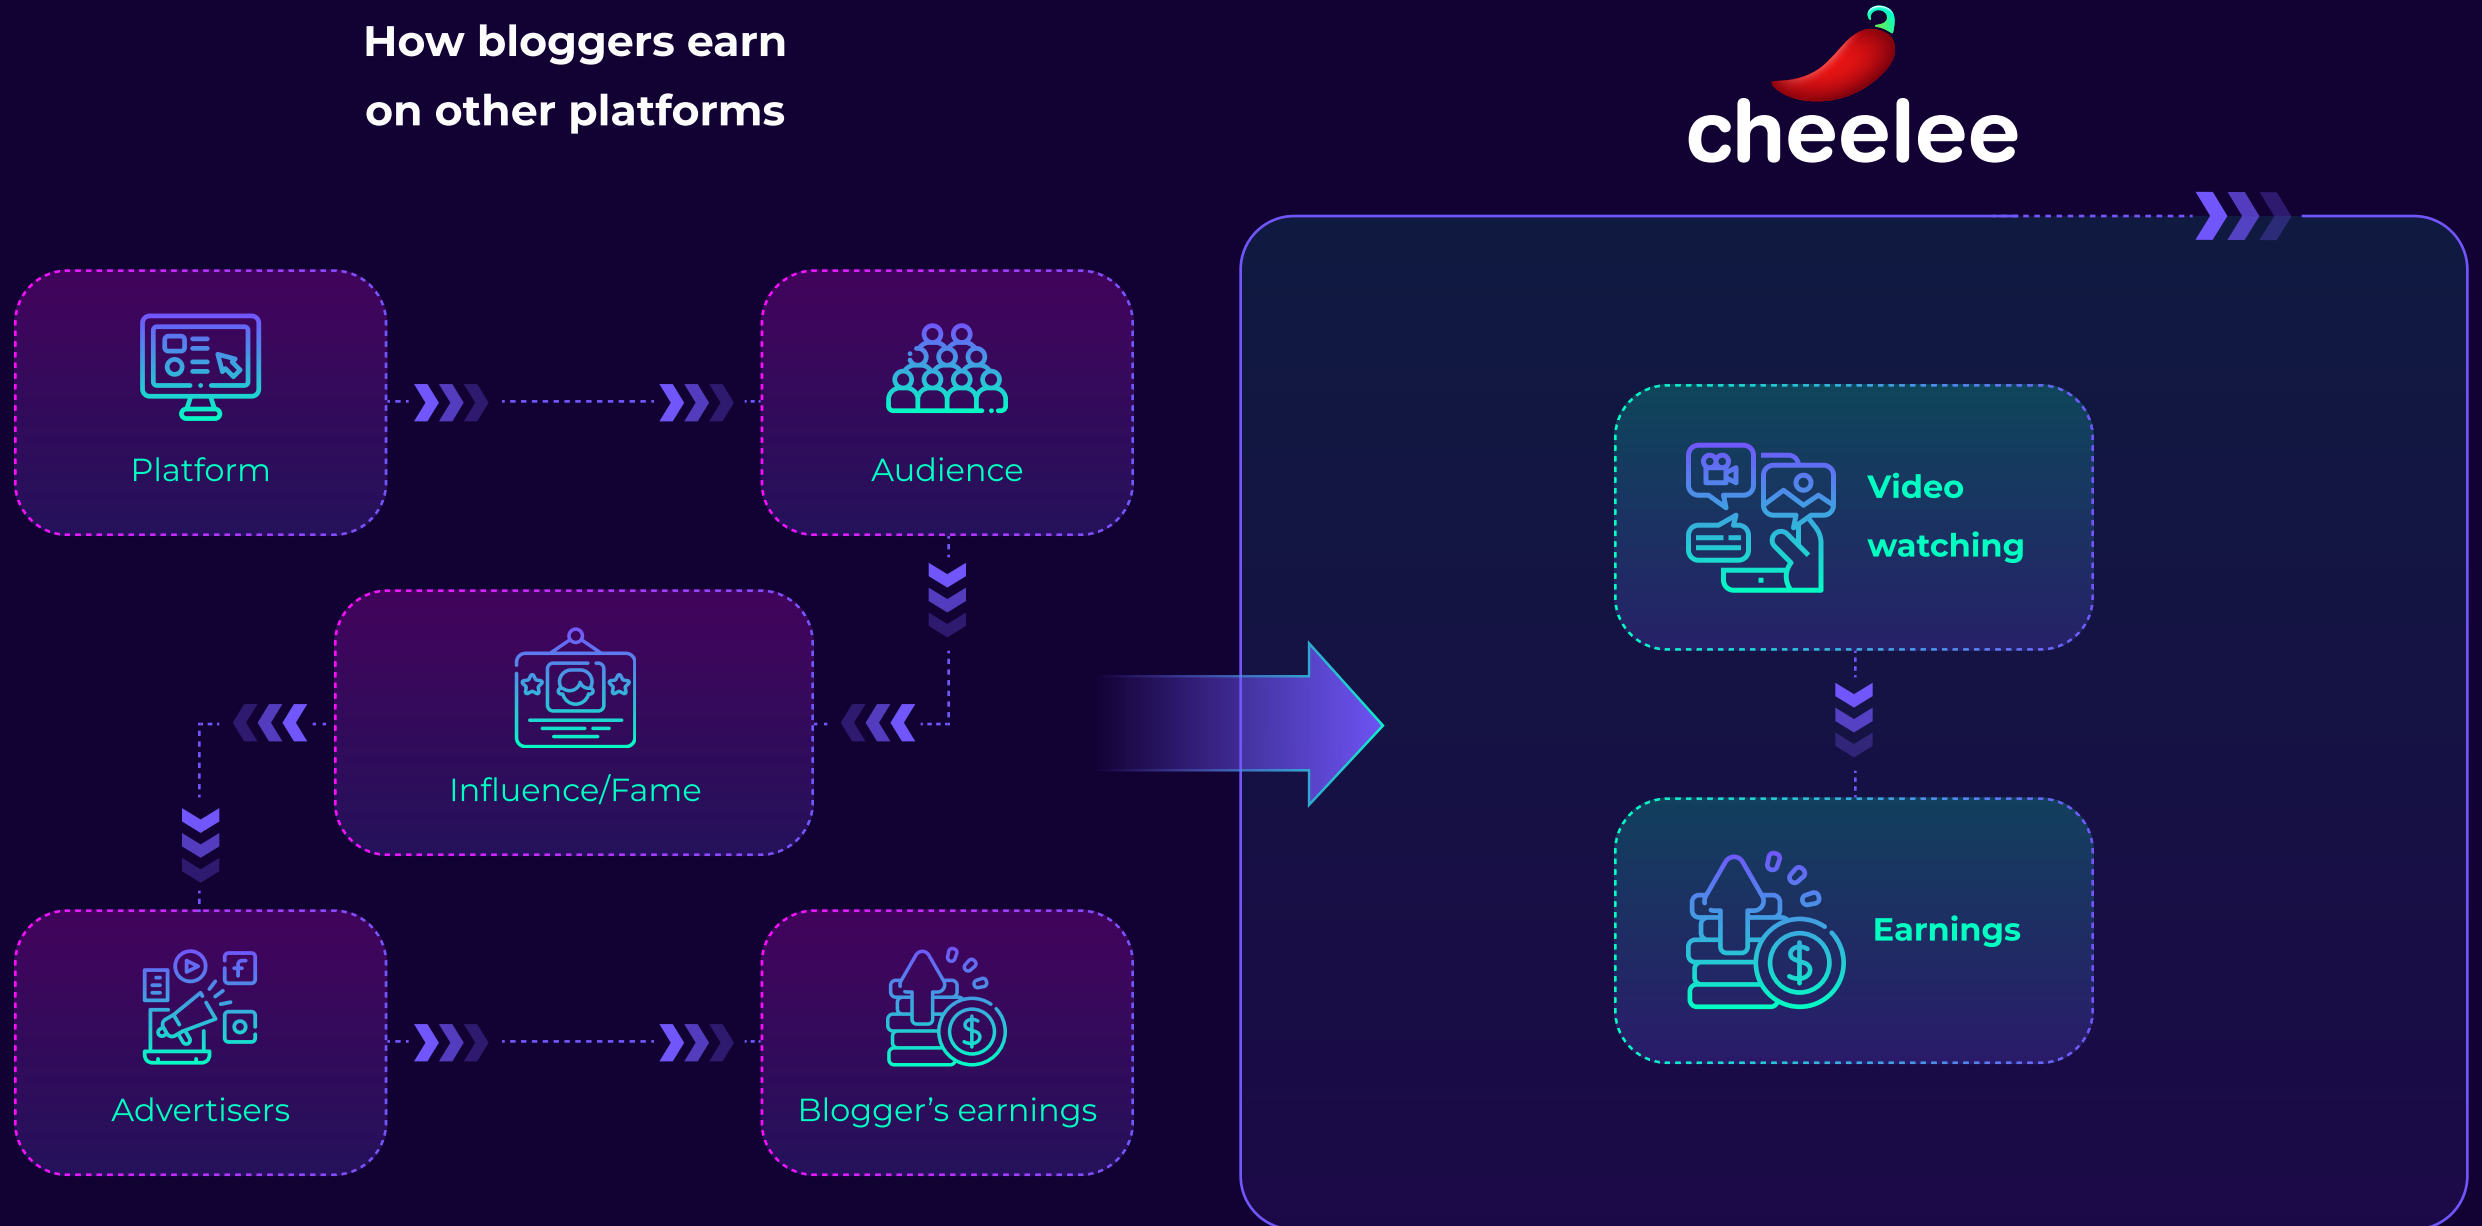 How bloggers earn
on other platforms
Platform
Audience
Influence/Fame
Advertisers
Blogger’s earnings
cheelee
Video
watching
Earnings